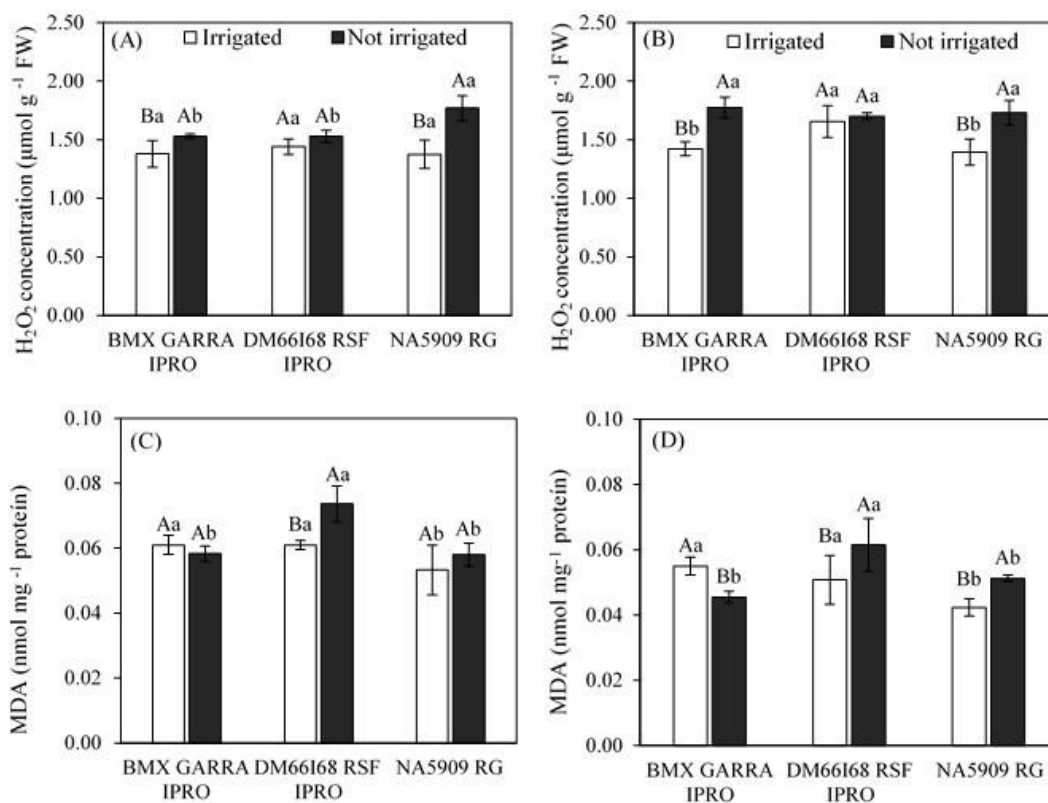 (A)
Irrigated
Not irrigated
H₂O₂ concentration (µmol g ⁻¹ FW)
2.50
2.00
1.50
1.00
0.50
0.00
Ba Ab Aa Ab Ba Aa
BMX GARRA IPRO
DM66I68 RSF IPRO
NA5909 RG
(B)
Irrigated
Not irrigated
H₂O₂ concentration (µmol g ⁻¹ FW)
2.50
2.00
1.50
1.00
0.50
0.00
Bb Aa Aa Aa Bb Aa
BMX GARRA IPRO
DM66I68 RSF IPRO
NA5909 RG
(C)
MDA (nmol mg ⁻¹ proteín)
0.10
0.08
0.06
0.04
0.02
0.00
Aa Ab Ba Aa Ab Ab
BMX GARRA IPRO
DM66I68 RSF IPRO
NA5909 RG
(D)
MDA (nmol mg ⁻¹ proteín)
0.10
0.08
0.06
0.04
0.02
0.00
Aa Bb Ba Aa Bb Ab
BMX GARRA IPRO
DM66I68 RSF IPRO
NA5909 RG